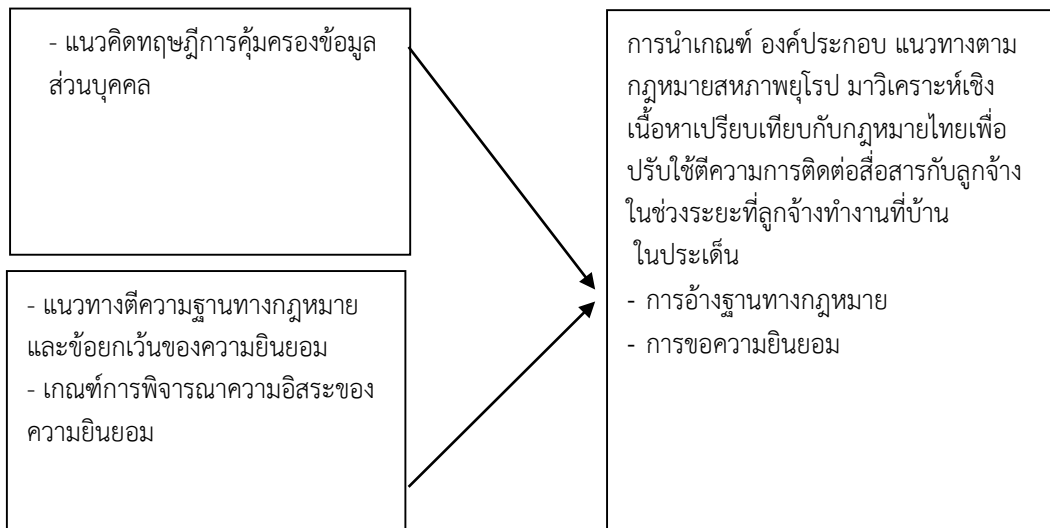 - แนวคิดทฤษฎีการคุ้มครองข้อมูล
ส่วนบุคคล
- แนวทางตีความฐานทางกฎหมาย
และข้อยกเว้นของความยินยอม
- เกณฑ์การพิจารณาความอิสระของ
ความยินยอม
การนำเกณฑ์ องค์ประกอบ แนวทางตาม
กฎหมายสหภาพยุโรป มาวิเคราะห์เชิง
เนื้อหาเปรียบเทียบกับกฎหมายไทยเพื่อ
ปรับใช้ตีความการติดต่อสื่อสารกับลูกจ้าง
ในช่วงระยะที่ลูกจ้างทำงานที่บ้าน
ในประเด็น
- การอ้างฐานทางกฎหมาย
- การขอความยินยอม